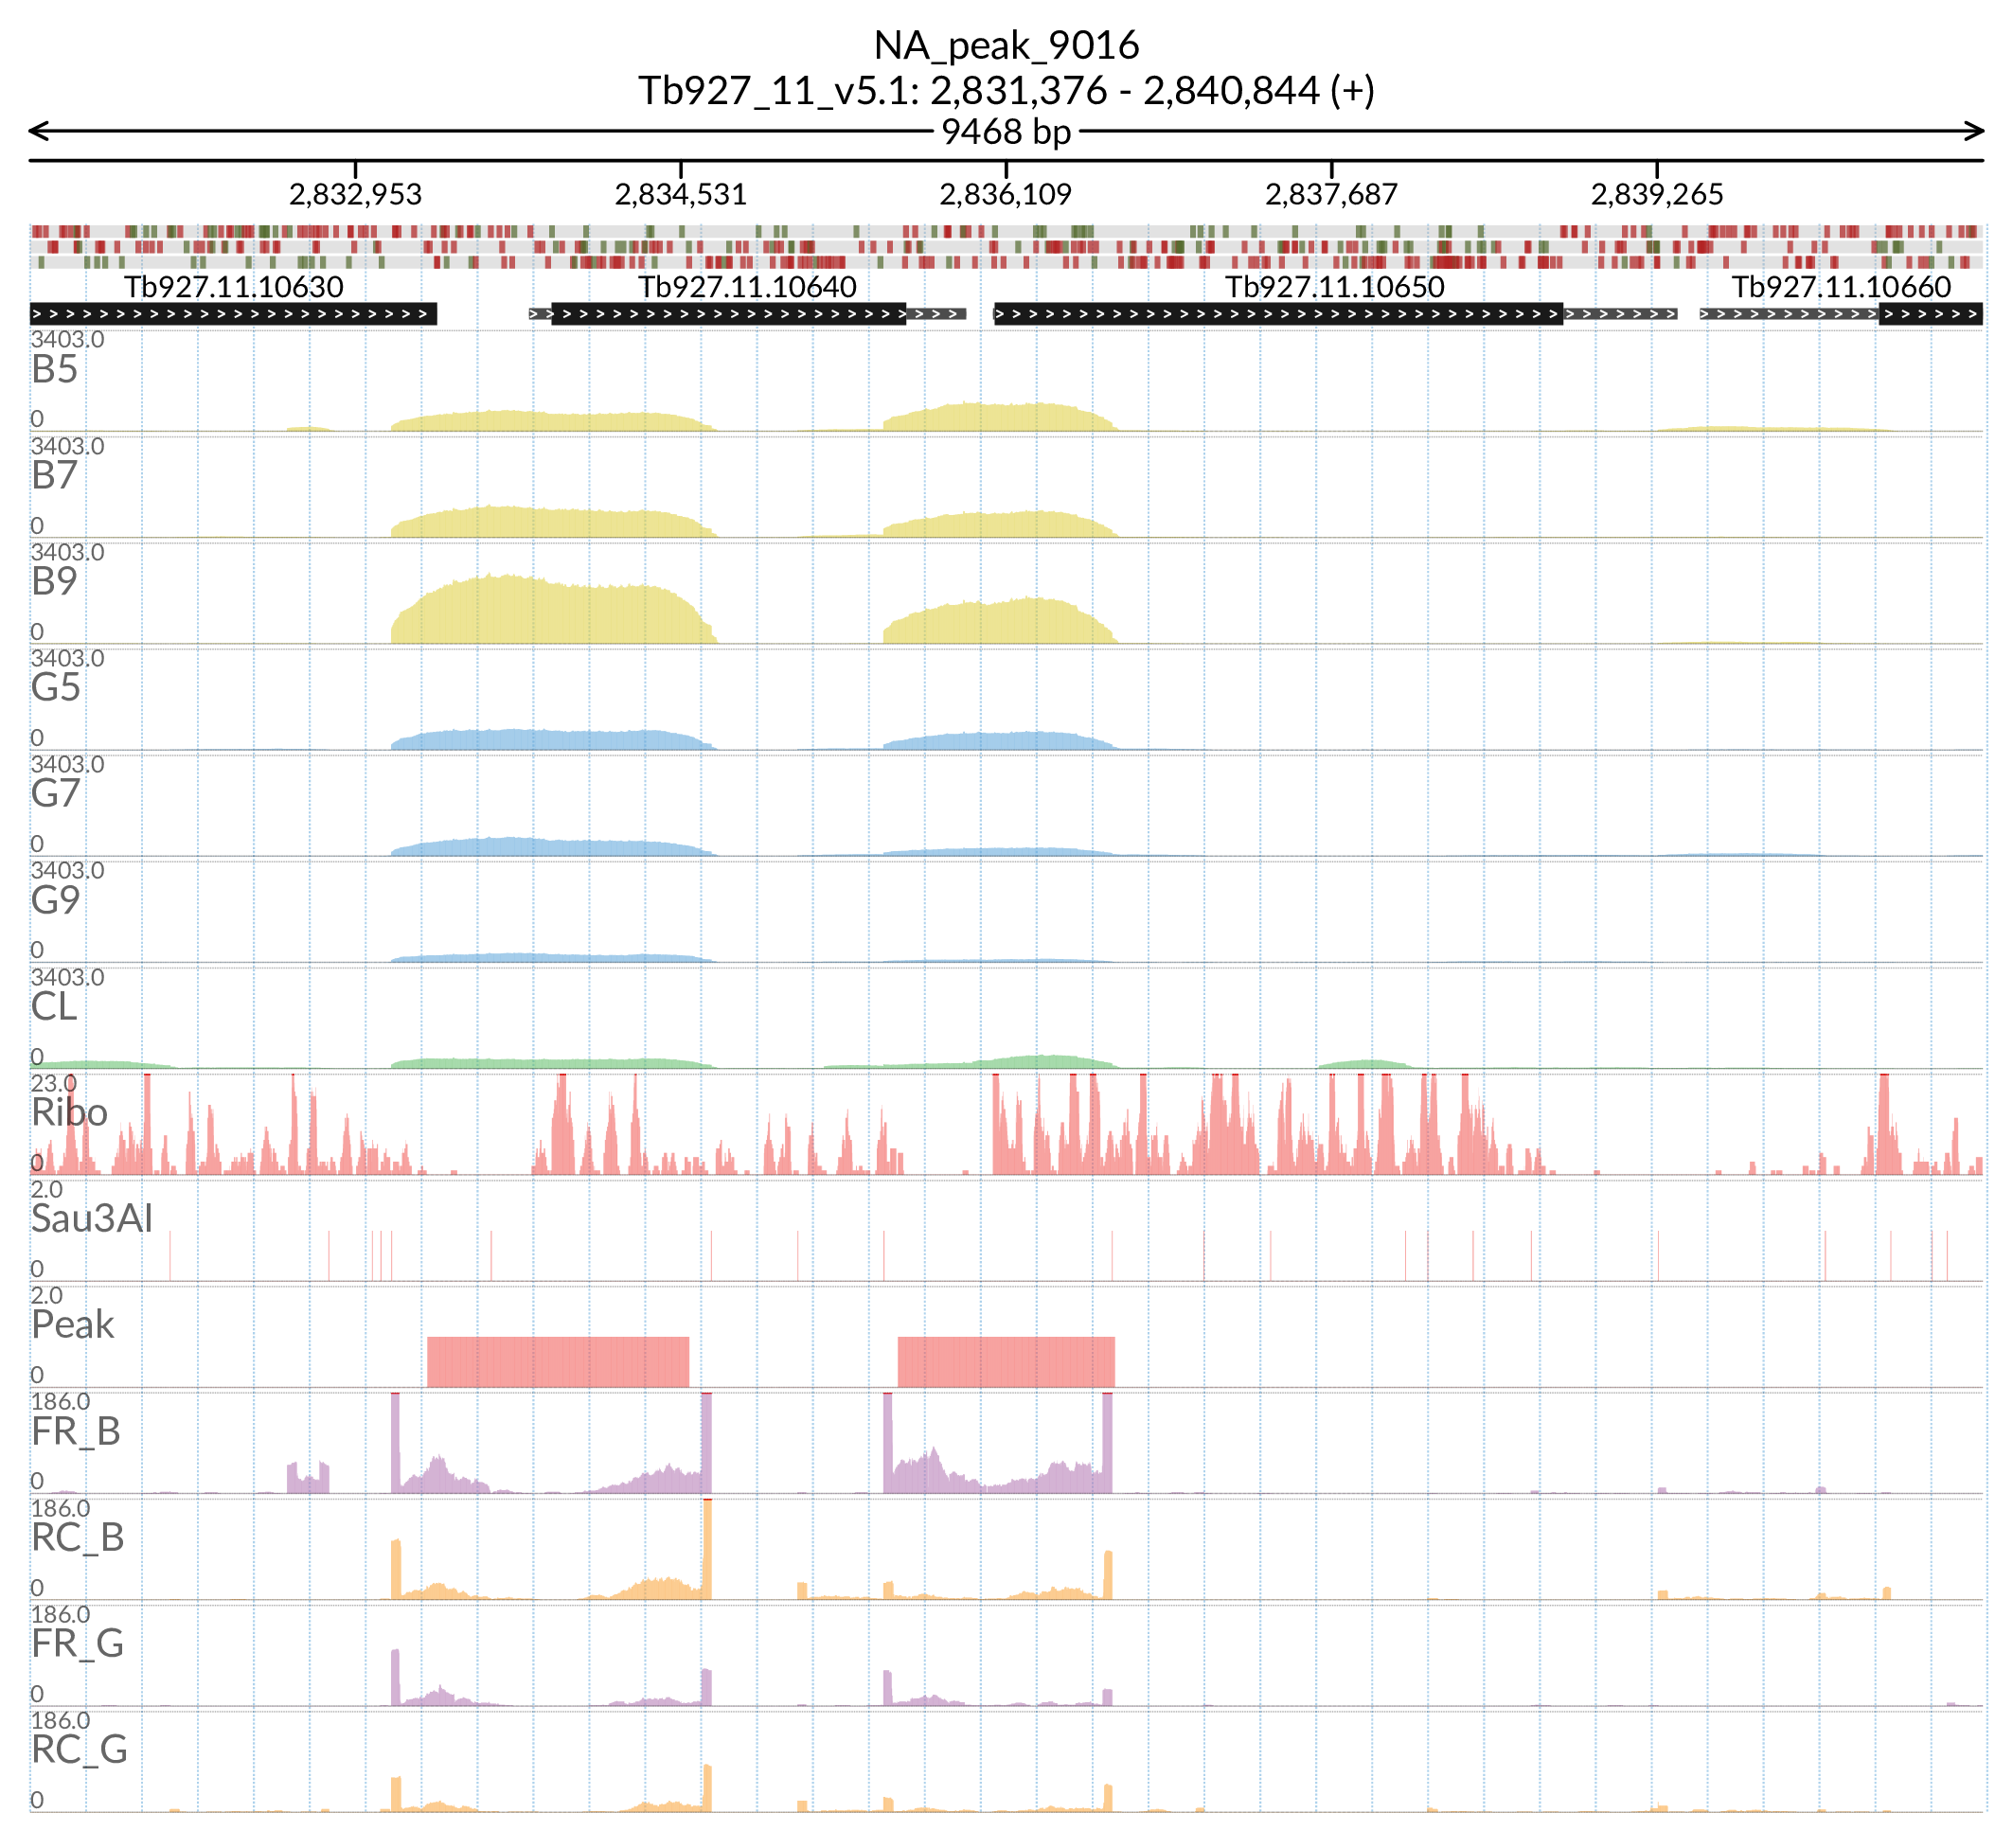 NA_peak_9016
Tb927_11_v5.1: 2,831,376 - 2,840,844 (+)
9468 bp
2,832,953 2,834,531 2,836,109 2,837,687 2,839,265
Tb927.11.10630 Tb927.11.10640 Tb927.11.10650 Tb927.11.10660
3403.0
B5
0
3403.0
B7
0
3403.0
B9
0
3403.0
G5
0
3403.0
G7
0
3403.0
G9
0
3403.0
CL
0
23.0
Ribo
0
2.0
Sau3AI
0
2.0
Peak
0
186.0
FR_B
0
186.0
RC_B
0
186.0
FR_G
0
186.0
RC_G
0